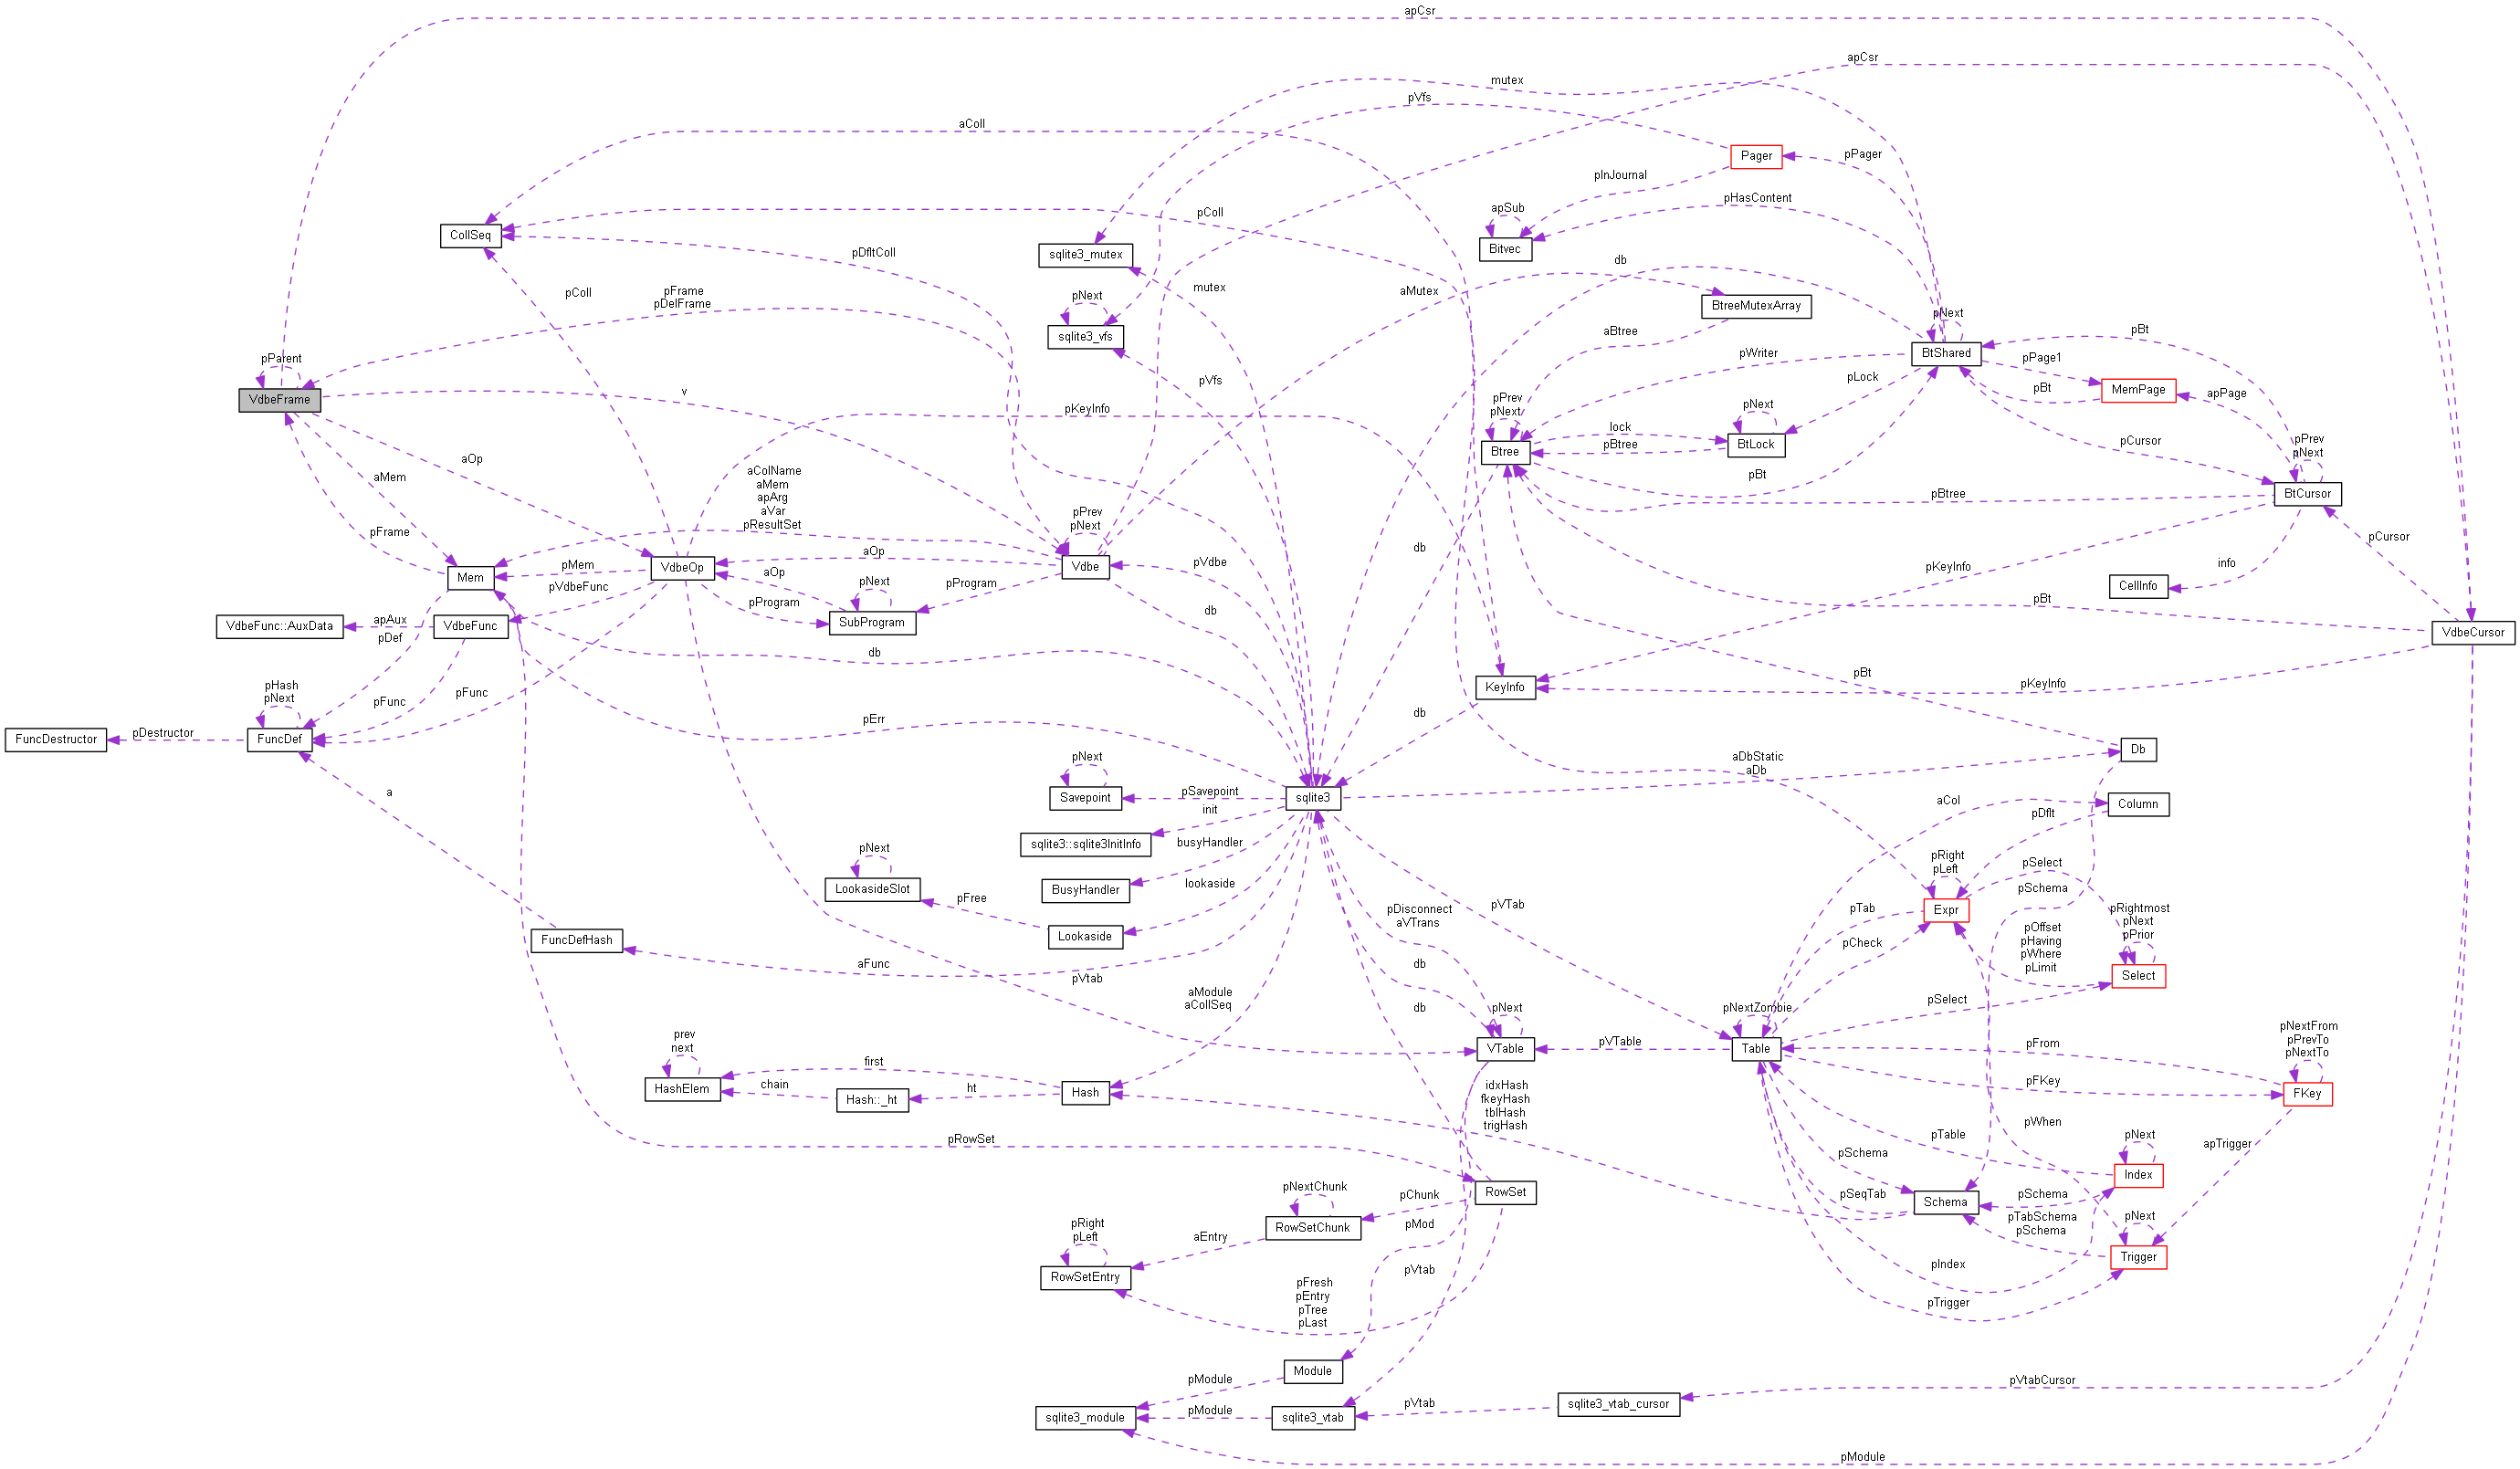 apCsr
apCsr
mutex
pVfs
aColl
Pager
pPager
pInJournal
pHasContent
apSub
pColl
CollSeq
Bitvec
pDfltColl
sqlite3_mutex
db
mutex
aMutex
pColl
pFrame
pDelFrame
pNext
BtreeMutexArray
pNext
aBtree
pBt
sqlite3_vfs
pParent
pWriter
BtShared
pPage1
pVfs
pLock
MemPage
pBt
apPage
VdbeFrame
v
pKeyInfo
pPrev
pNext
pNext
lock
pBtree
BtLock
Btree
pCursor
pPrev
pNext
aOp
aMem
aColName
aMem
apArg
aVar
pResultSet
pBt
BtCursor
pBtree
pFrame
pPrev
pNext
pCursor
db
aOp
pVdbe
Mem
pMem
pVdbeFunc
VdbeOp
aOp
Vdbe
pKeyInfo
info
pNext
pProgram
CellInfo
pProgram
db
pBt
VdbeFunc::AuxData
apAux
VdbeFunc
SubProgram
VdbeCursor
pDef
db
pHash
pNext
pFunc
pFunc
pBt
KeyInfo
pKeyInfo
pErr
db
FuncDestructor
pDestructor
FuncDef
Db
pNext
aDbStatic
aDb
a
Savepoint
pSavepoint
sqlite3
aCol
Column
init
pDflt
sqlite3::sqlite3InitInfo
busyHandler
pNext
pRight
pLeft
pSelect
LookasideSlot
pFree
BusyHandler
lookaside
pSchema
pVTab
pTab
Expr
pRightmost
pNext
pPrior
pDisconnect
aVTrans
FuncDefHash
Lookaside
pOffset
pHaving
pWhere
pLimit
pCheck
aFunc
db
Select
pVtab
aModule
aCollSeq
pSelect
db
pNext
pNextZombie
pNextFrom
pPrevTo
pNextTo
prev
next
VTable
pVTable
Table
pFrom
first
pFKey
HashElem
chain
Hash::_ht
ht
Hash
idxHash
fkeyHash
tblHash
trigHash
FKey
pWhen
pTable
pNext
pRowSet
apTrigger
pSchema
Index
pNextChunk
pChunk
RowSet
pSeqTab
Schema
pSchema
pTabSchema
pSchema
pNext
RowSetChunk
pMod
pRight
pLeft
aEntry
pIndex
Trigger
RowSetEntry
pFresh
pEntry
pTree
pLast
pVtab
pTrigger
Module
pModule
pVtabCursor
sqlite3_module
pModule
sqlite3_vtab
pVtab
sqlite3_vtab_cursor
pModule